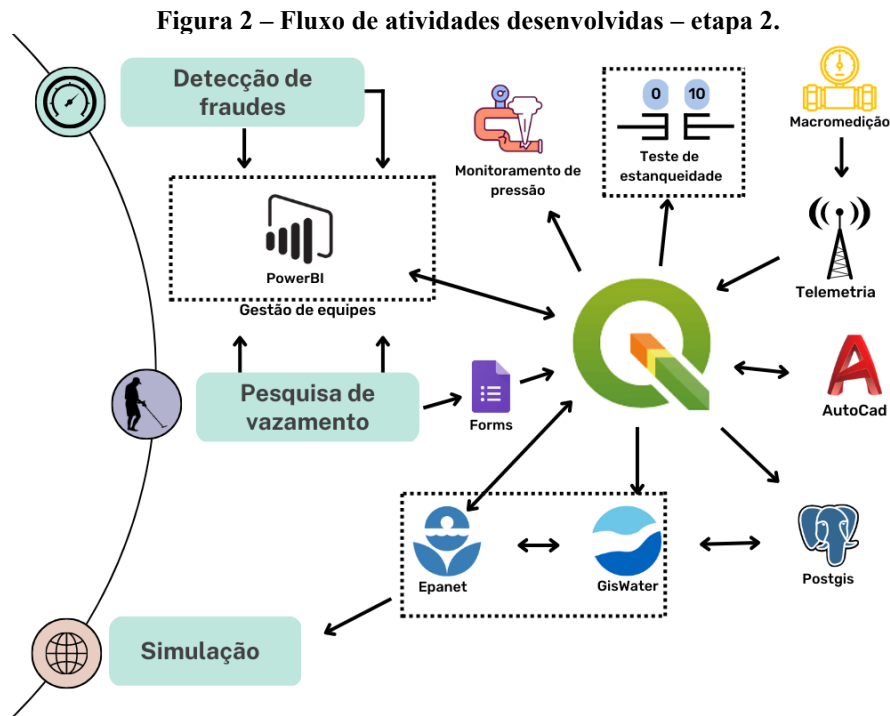 Figura 2 – Fluxo de atividades desenvolvidas – etapa 2.
Detecção de
fraudes
PowerBI
Gestão de equipes
Monitoramento de
pressão
0 10
Teste de
estanqueidade
Macromedição
Telemetria
Pesquisa de
vazamento
Forms
AutoCad
Epanet
GisWater
Postgis
Simulação